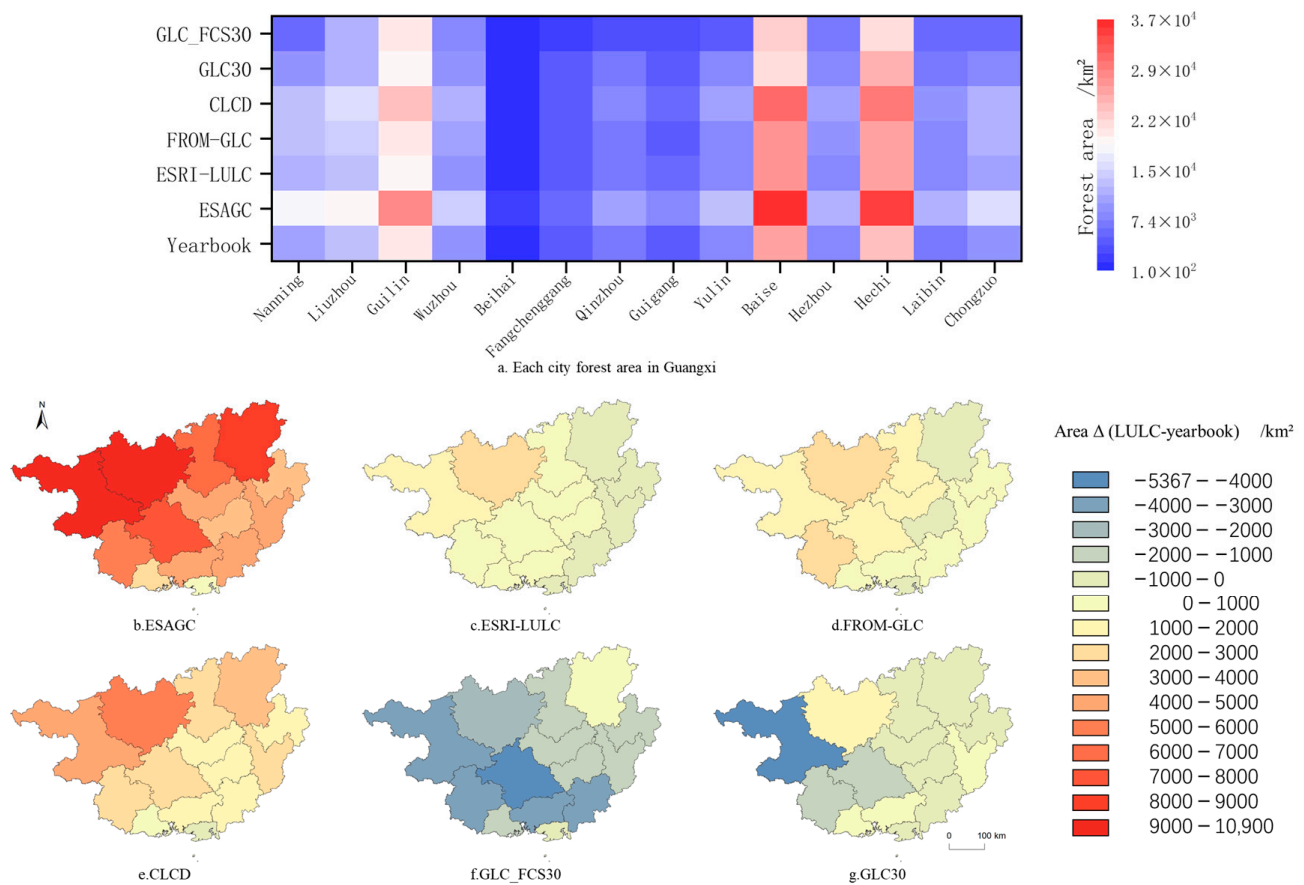 GLC_FCS30
GLC30
CLCD
FROM-GLC
ESRI-LULC
ESAGC
Yearbook
Nanning
Liuzhou
Guilin
Wuzhou
Beihai
Fangchenggang
Qinzhou
Guigang
Yulin
Baise
Hezhou
Hechi
Laibin
Chongzuo
Forest area /km²
3.7×10⁴
2.9×10⁴
2.2×10⁴
1.5×10⁴
7.4×10³
1.0×10²
a. Each city forest area in Guangxi
N
b.ESAGC
c.ESRI-LULC
d.FROM-GLC
e.CLCD
f.GLC_FCS30
g.GLC30
0 100 km
Area Δ (LULC-yearbook) /km²
−5367 – −4000
−4000 – −3000
−3000 – −2000
−2000 – −1000
−1000 – 0
0 – 1000
1000 – 2000
2000 – 3000
3000 – 4000
4000 – 5000
5000 – 6000
6000 – 7000
7000 – 8000
8000 – 9000
9000 – 10,900